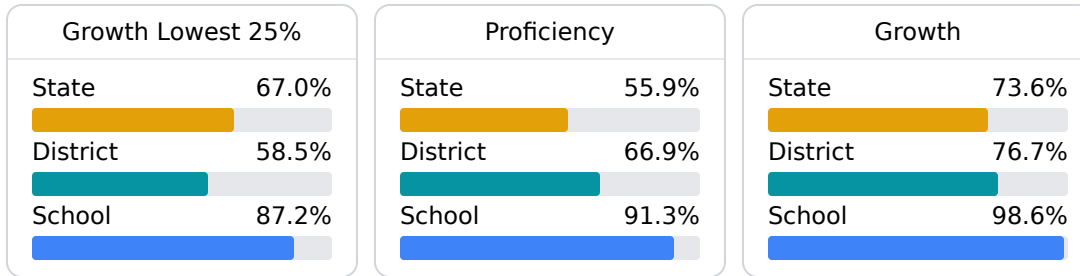 Growth Lowest 25%
State 67.0%
District 58.5%
School 87.2%
Proficiency
State 55.9%
District 66.9%
School 91.3%
Growth
State 73.6%
District 76.7%
School 98.6%